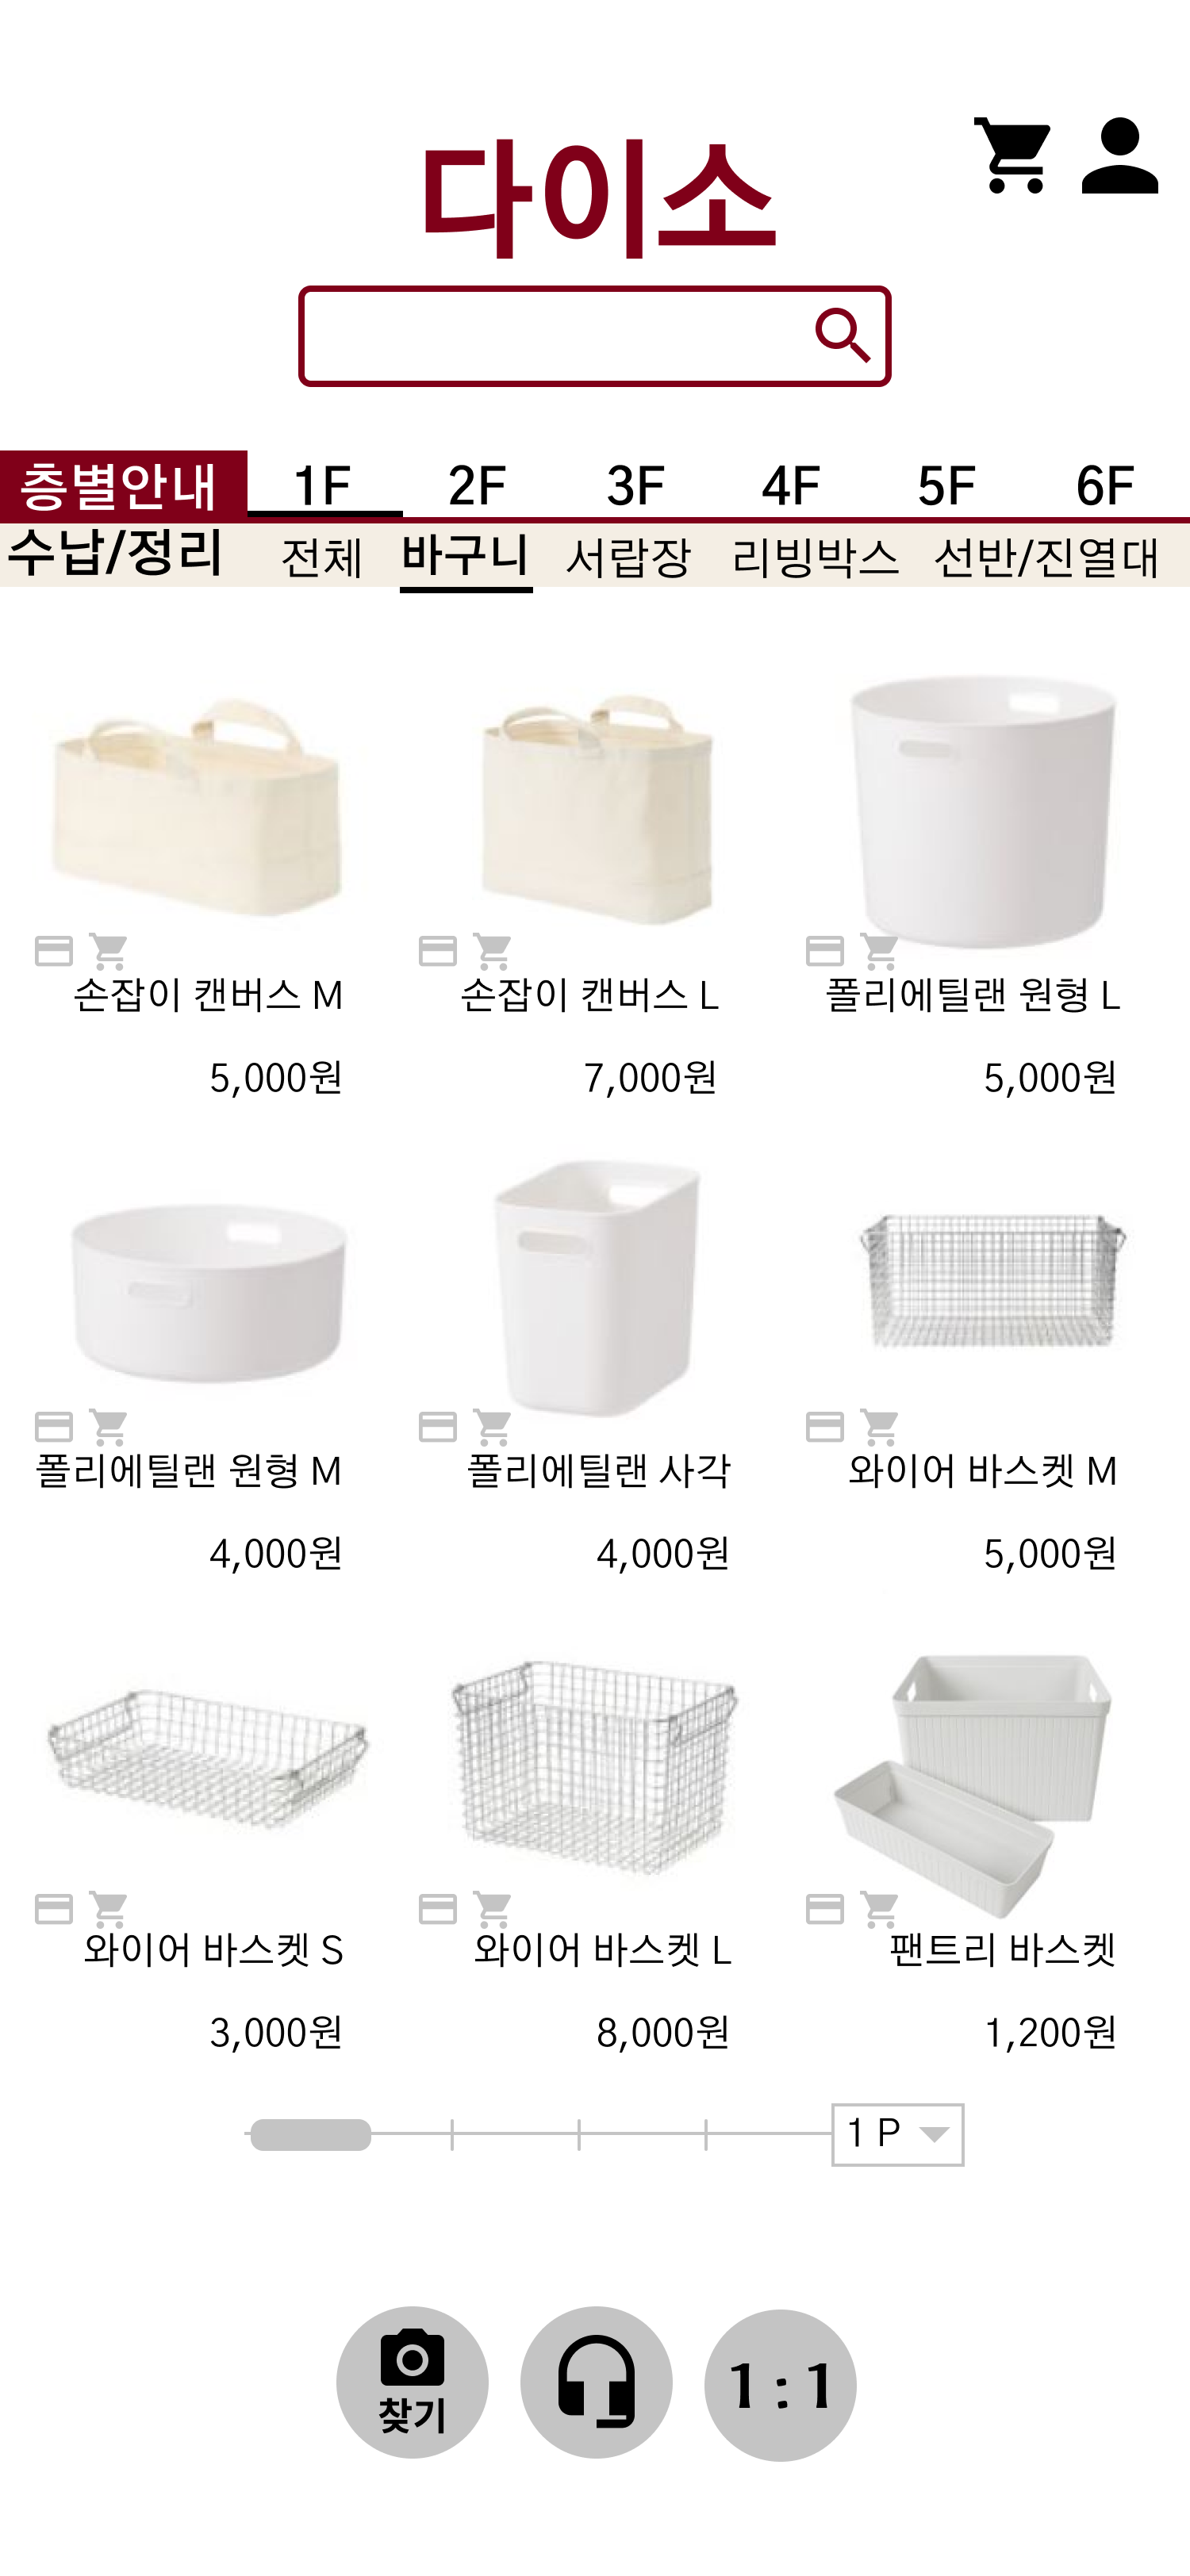 다이소
층별안내 1F 2F 3F 4F 5F 6F
수납/정리 전체 바구니 서랍장 리빙박스 선반/진열대
손잡이 캔버스 M 손잡이 캔버스 L 폴리에틸랜 원형 L
5,000원 7,000원 5,000원
폴리에틸랜 원형 M 폴리에틸랜 사각 와이어 바스켓 M
4,000원 4,000원 5,000원
와이어 바스켓 S 와이어 바스켓 L 팬트리 바스켓
3,000원 8,000원 1,200원
1 P
찾기 1 : 1